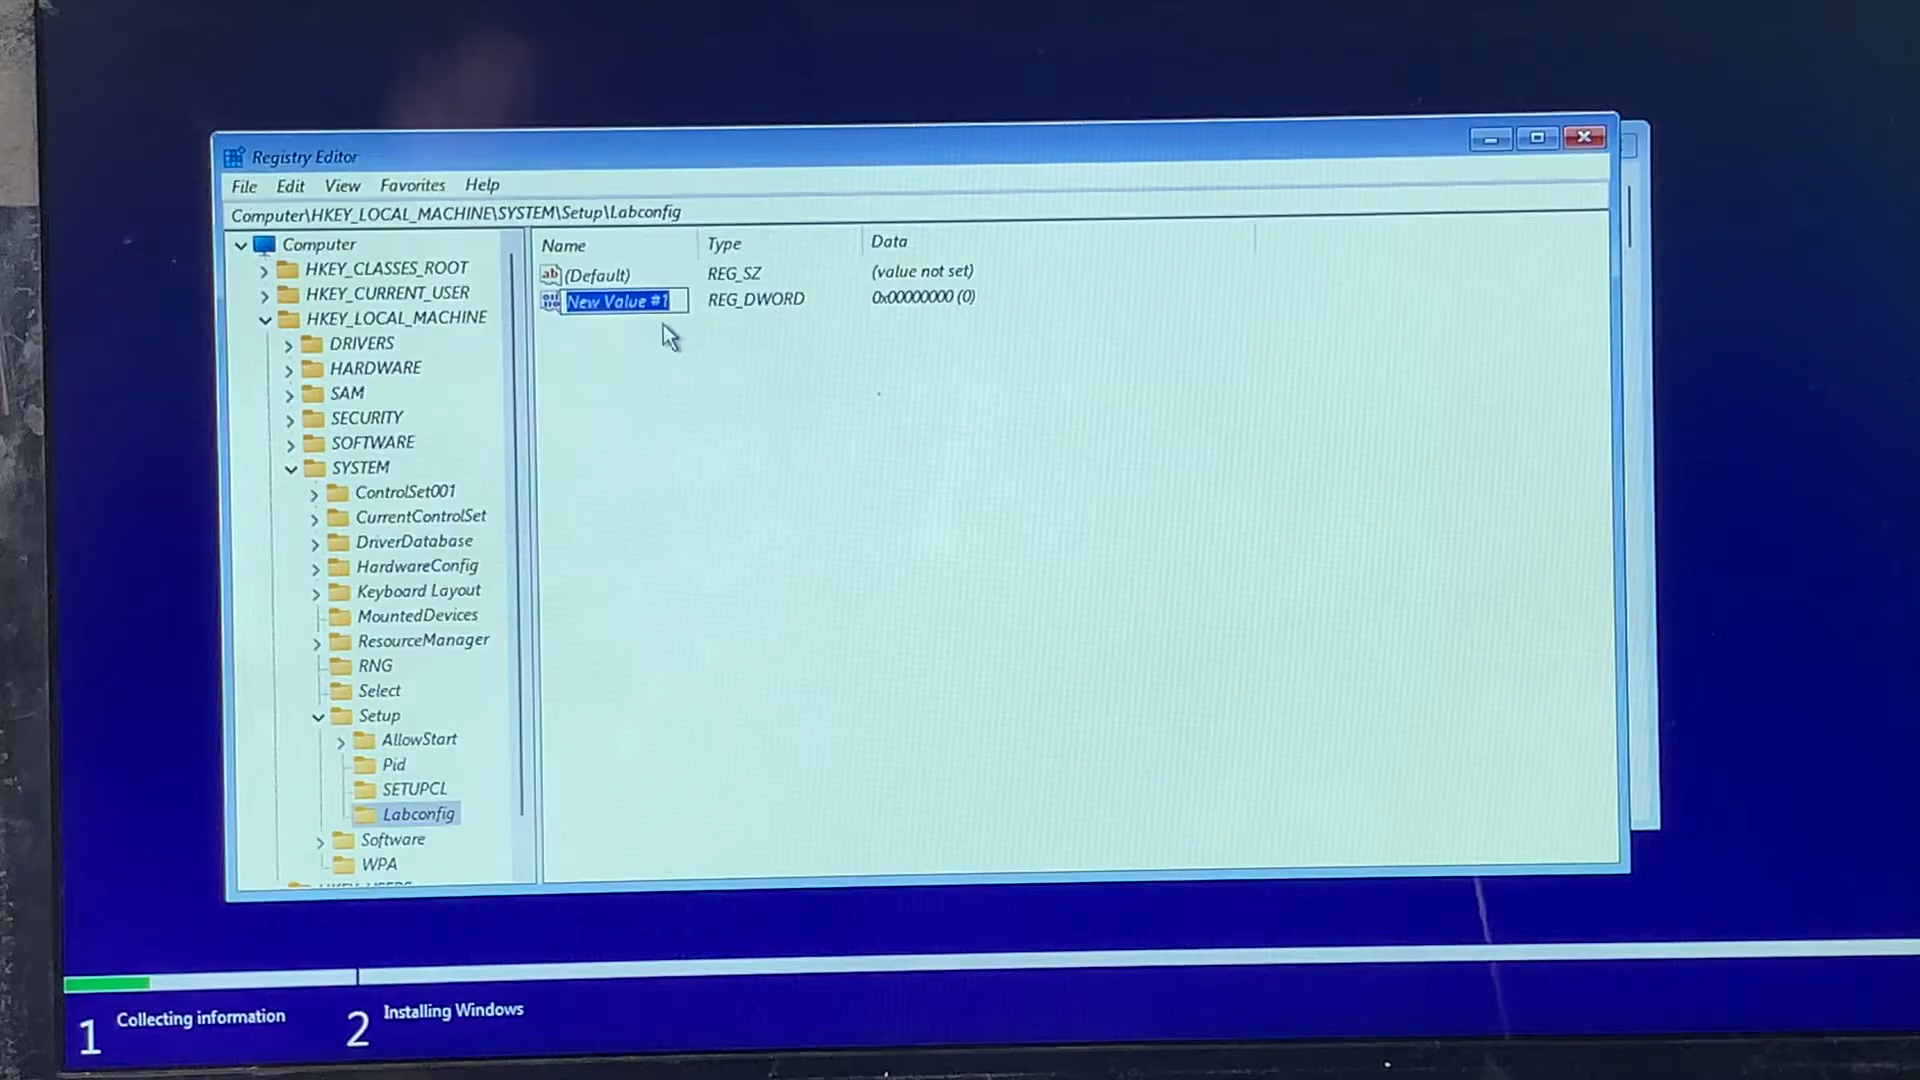 Registry Editor
File Edit View Favorites Help
Computer\HKEY_LOCAL_MACHINE\SYSTEM\Setup\Labconfig
Computer
HKEY_CLASSES_ROOT
HKEY_CURRENT_USER
HKEY_LOCAL_MACHINE
DRIVERS
HARDWARE
SAM
SECURITY
SOFTWARE
SYSTEM
ControlSet001
CurrentControlSet
DriverDatabase
HardwareConfig
Keyboard Layout
MountedDevices
ResourceManager
RNG
Select
Setup
AllowStart
Pid
SETUPCL
Labconfig
Software
WPA
Name Type Data
(Default) REG_SZ (value not set)
New Value #1 REG_DWORD 0x00000000 (0)
1 Collecting information
2 Installing Windows